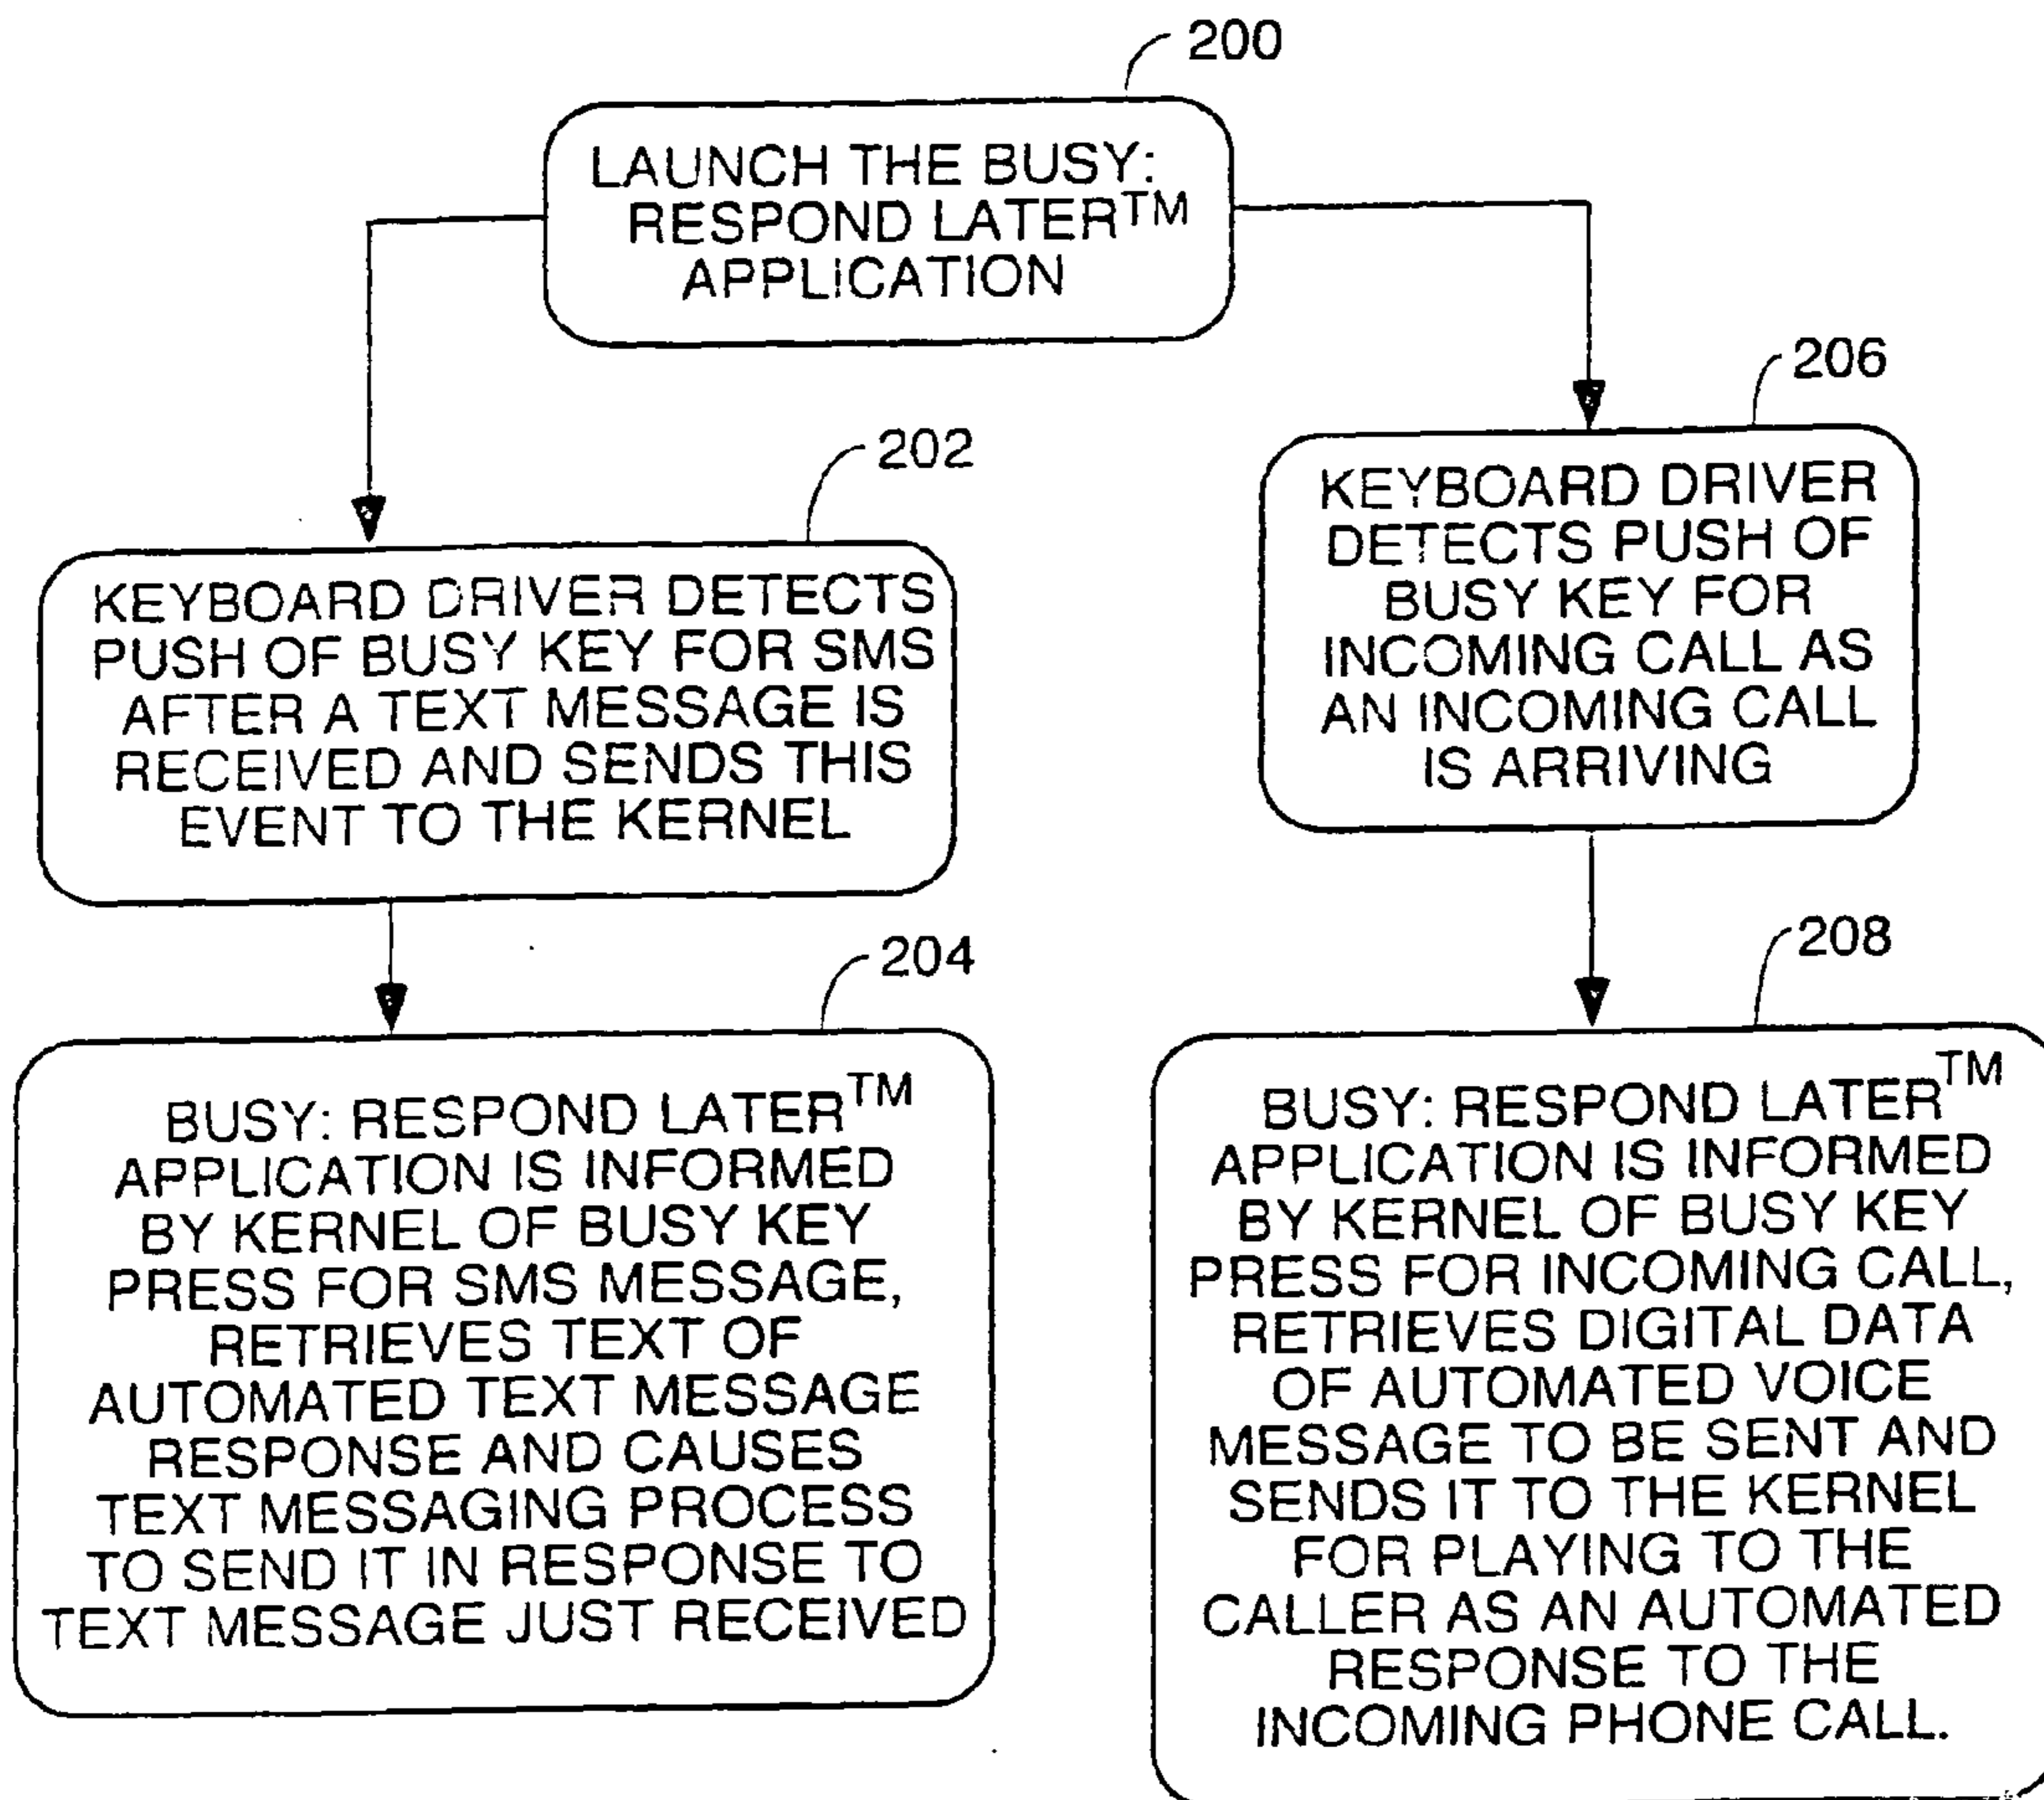 200
LAUNCH THE BUSY:
RESPOND LATER™
APPLICATION
202
KEYBOARD DRIVER DETECTS
PUSH OF BUSY KEY FOR SMS
AFTER A TEXT MESSAGE IS
RECEIVED AND SENDS THIS
EVENT TO THE KERNEL
204
BUSY: RESPOND LATER™
APPLICATION IS INFORMED
BY KERNEL OF BUSY KEY
PRESS FOR SMS MESSAGE,
RETRIEVES TEXT OF
AUTOMATED TEXT MESSAGE
RESPONSE AND CAUSES
TEXT MESSAGING PROCESS
TO SEND IT IN RESPONSE TO
TEXT MESSAGE JUST RECEIVED
206
KEYBOARD DRIVER
DETECTS PUSH OF
BUSY KEY FOR
INCOMING CALL AS
AN INCOMING CALL
IS ARRIVING
208
BUSY: RESPOND LATER™
APPLICATION IS INFORMED
BY KERNEL OF BUSY KEY
PRESS FOR INCOMING CALL,
RETRIEVES DIGITAL DATA
OF AUTOMATED VOICE
MESSAGE TO BE SENT AND
SENDS IT TO THE KERNEL
FOR PLAYING TO THE
CALLER AS AN AUTOMATED
RESPONSE TO THE
INCOMING PHONE CALL.